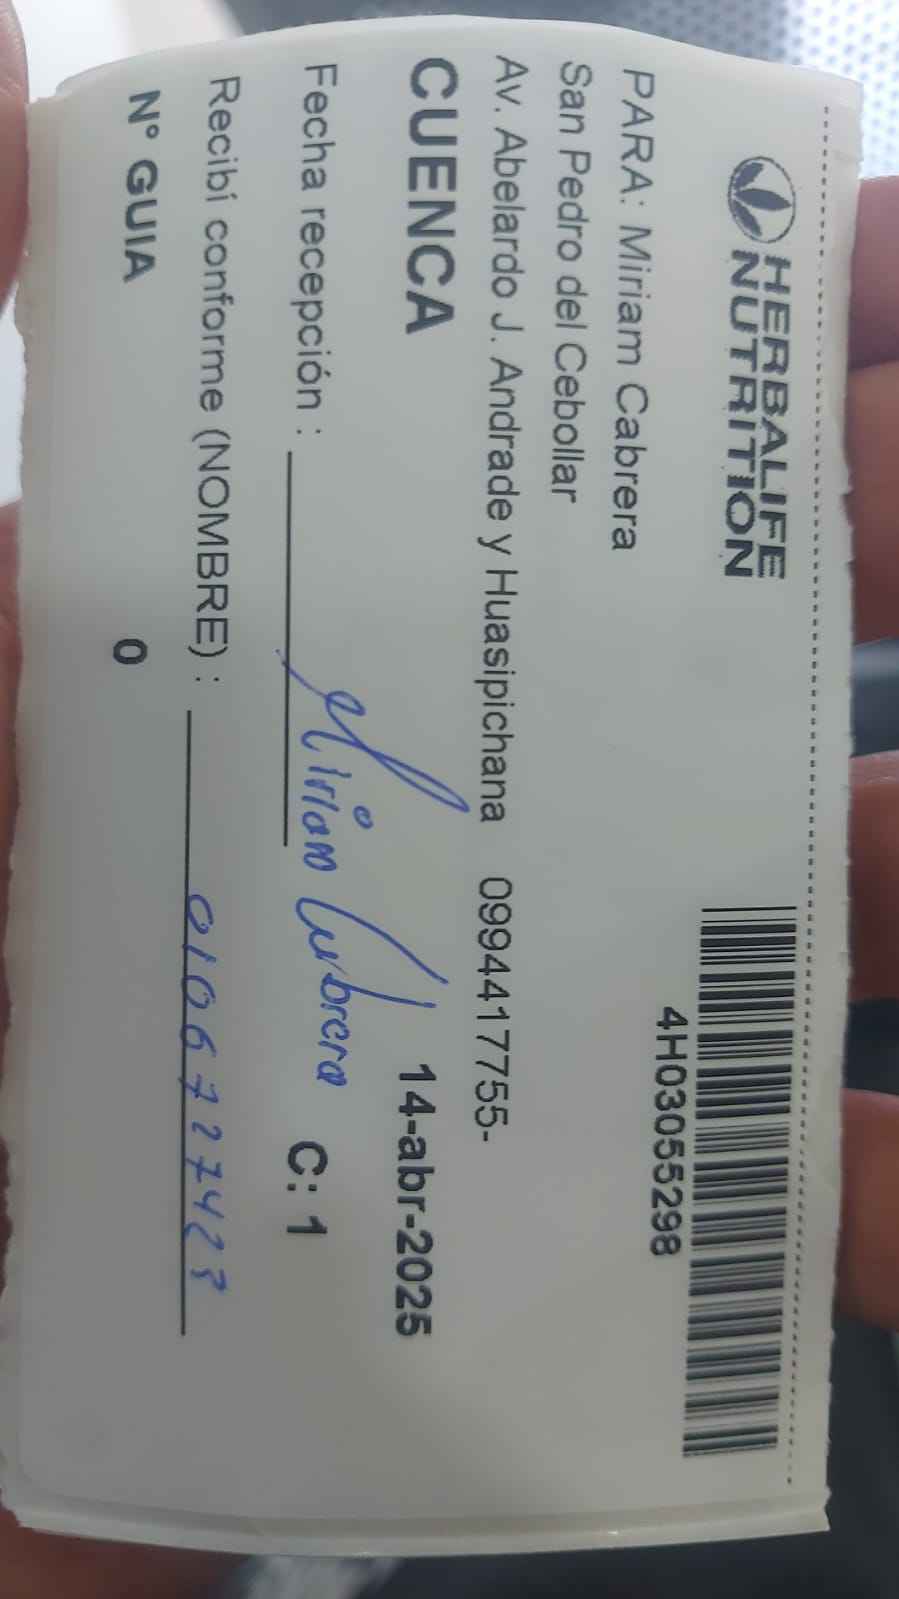 HERBALIFE
NUTRITION
4H03055298
PARA: Miriam Cabrera
San Pedro del Cebollar
Av. Abelardo J. Andrade y Huasipichana 0994417755-
CUENCA 14-abr-2025
Fecha recepción : Miriam Cabrera C: 1
Recibí conforme (NOMBRE) : 0106727423
N° GUIA 0